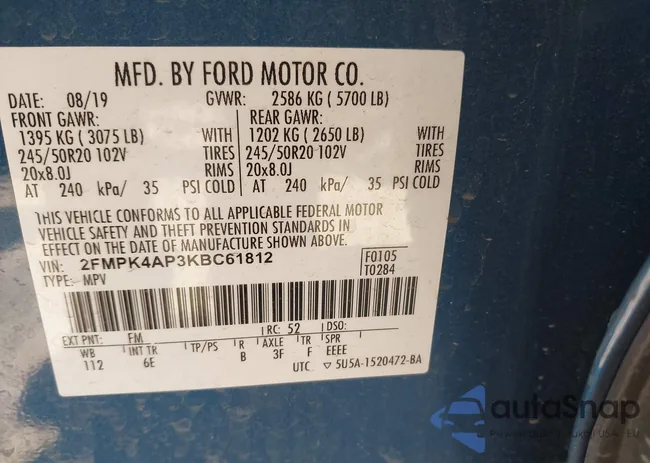 MFD. BY FORD MOTOR CO.
DATE: 08/19 GVWR: 2586 KG ( 5700 LB)
FRONT GAWR: REAR GAWR:
1395 KG ( 3075 LB) WITH 1202 KG ( 2650 LB) WITH
245/50R20 102V TIRES 245/50R20 102V TIRES
20x8.0J RIMS 20x8.0J RIMS
AT 240 kPa/ 35 PSI COLD AT 240 kPa/ 35 PSI COLD
THIS VEHICLE CONFORMS TO ALL APPLICABLE FEDERAL MOTOR
VEHICLE SAFETY AND THEFT PREVENTION STANDARDS IN
EFFECT ON THE DATE OF MANUFACTURE SHOWN ABOVE.
VIN: 2FMPK4AP3KBC61812 F0105
TYPE: MPV T0284
EXT PNT: FM RC: 52 DSO:
WB INT TR TP/PS R AXLE TR SPR
112 6E B 3F F EEEE
UTC ▽ 5U5A-1520472-BA
autoSnap